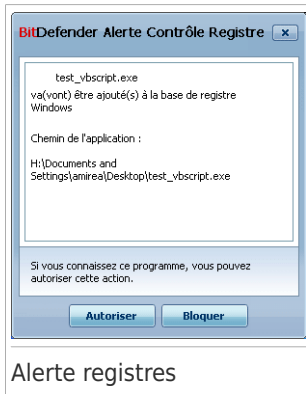 BitDefender Alerte Contrôle Registre
test_vbscript.exe
va(vont) être ajouté(s) à la base de registre
Windows
Chemin de l'application :
H:\Documents and
Settings\amirea\Desktop\test_vbscript.exe
Si vous connaissez ce programme, vous pouvez
autoriser cette action.
Autoriser Bloquer
Alerte registres